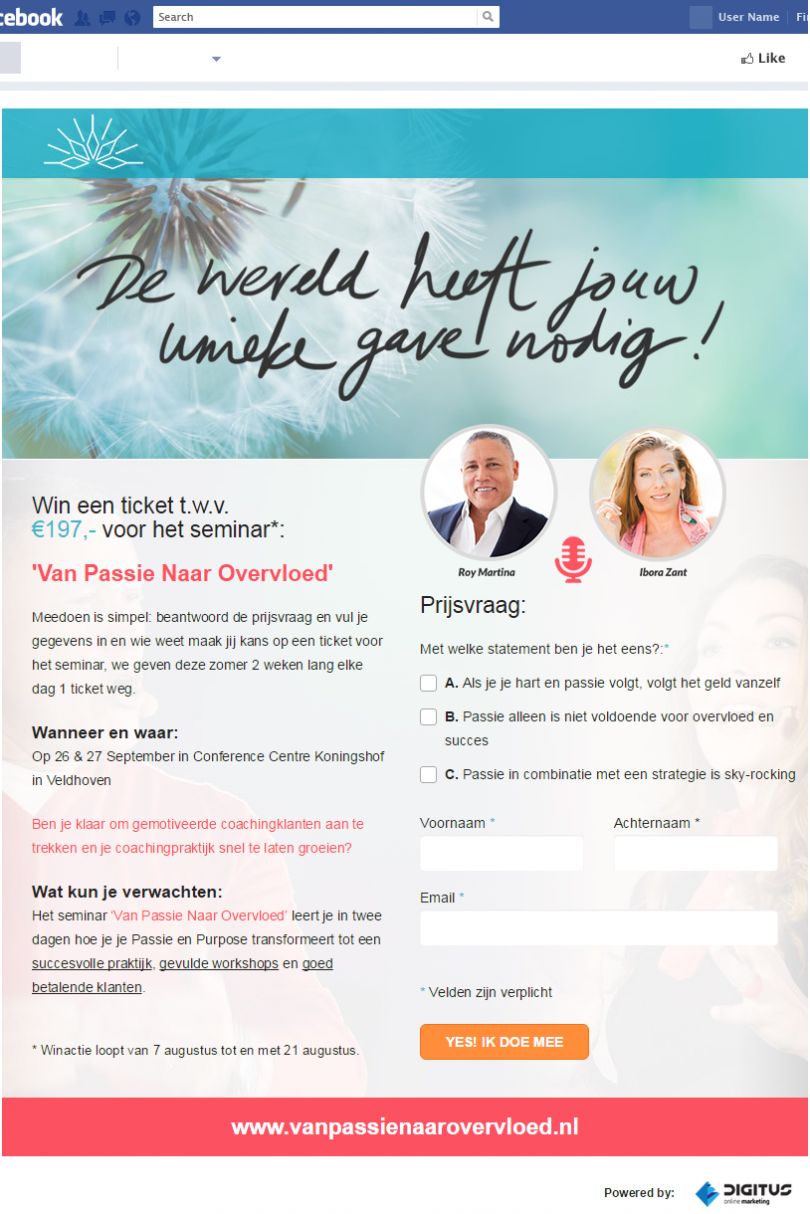 cebook
Search
User Name
Fi
Like
De wereld heeft jouw
unieke gave nodig!
Win een ticket t.w.v.
€197,- voor het seminar*:
'Van Passie Naar Overvloed'
Meedoen is simpel: beantwoord de prijsvraag en vul je
gegevens in en wie weet maak jij kans op een ticket voor
het seminar, we geven deze zomer 2 weken lang elke
dag 1 ticket weg.
Wanneer en waar:
Op 26 & 27 September in Conference Centre Koningshof
in Veldhoven
Ben je klaar om gemotiveerde coachingklanten aan te
trekken en je coachingpraktijk snel te laten groeien?
Wat kun je verwachten:
Het seminar 'Van Passie Naar Overvloed' leert je in twee
dagen hoe je je Passie en Purpose transformeert tot een
succesvolle praktijk, gevulde workshops en goed
betalende klanten.
* Winactie loopt van 7 augustus tot en met 21 augustus.
Roy Martina
Ibora Zant
Prijsvraag:
Met welke statement ben je het eens?:*
A. Als je je hart en passie volgt, volgt het geld vanzelf
B. Passie alleen is niet voldoende voor overvloed en
succes
C. Passie in combinatie met een strategie is sky-rocking
Voornaam *
Achternaam *
Email *
* Velden zijn verplicht
YES! IK DOE MEE
www.vanpassienaarovervloed.nl
Powered by:
DIGITUS
online marketing